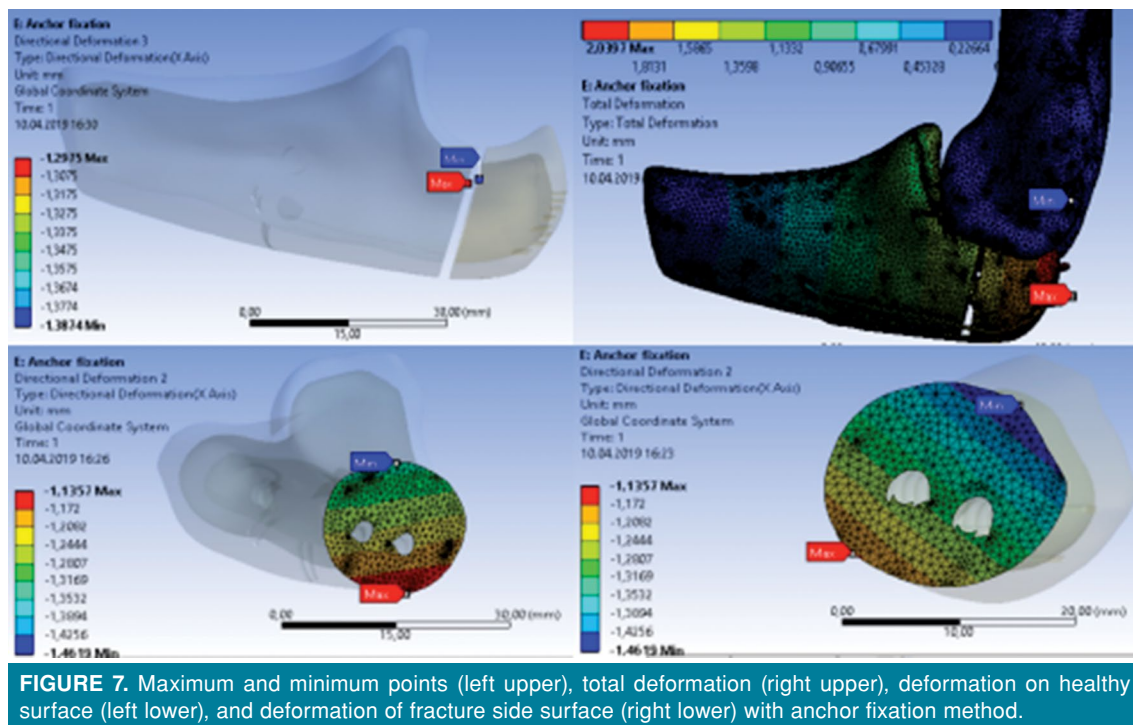 E: Anchor fixation
Directional Deformation 3
Type: Directional Deformation(X Axis)
Unit: mm
Global Coordinate System
Time: 1
10.04.2019 16:30
-1,2975 Max
-1,3075
-1,3175
-1,3275
-1,3375
-1,3475
-1,3575
-1,3674
-1,3774
-1,3874 Min
Min
Max
0,00
30,00 (mm)
15,00
2,0397 Max
1,5865
1,1332
0,67991
0,22664
1,8131
1,3598
0,90655
0,45328
E: Anchor fixation
Total Deformation
Type: Total Deformation
Unit: mm
Time: 1
10.04.2019
Min
Max
E: Anchor fixation
Directional Deformation 2
Type: Directional Deformation(X Axis)
Unit: mm
Global Coordinate System
Time: 1
10.04.2019 16:26
-1,1357 Max
-1,172
-1,2082
-1,2444
-1,2807
-1,3169
-1,3532
-1,3894
-1,4256
-1,4619 Min
Min
Max
0,00
30,00 (mm)
15,00
E: Anchor fixation
Directional Deformation 2
Type: Directional Deformation(X Axis)
Unit: mm
Global Coordinate System
Time: 1
10.04.2019 16:23
-1,1357 Max
-1,172
-1,2082
-1,2444
-1,2807
-1,3169
-1,3532
-1,3894
-1,4256
-1,4619 Min
Min
Max
0,00
20,00 (mm)
10,00
FIGURE 7. Maximum and minimum points (left upper), total deformation (right upper), deformation on healthy
surface (left lower), and deformation of fracture side surface (right lower) with anchor fixation method.